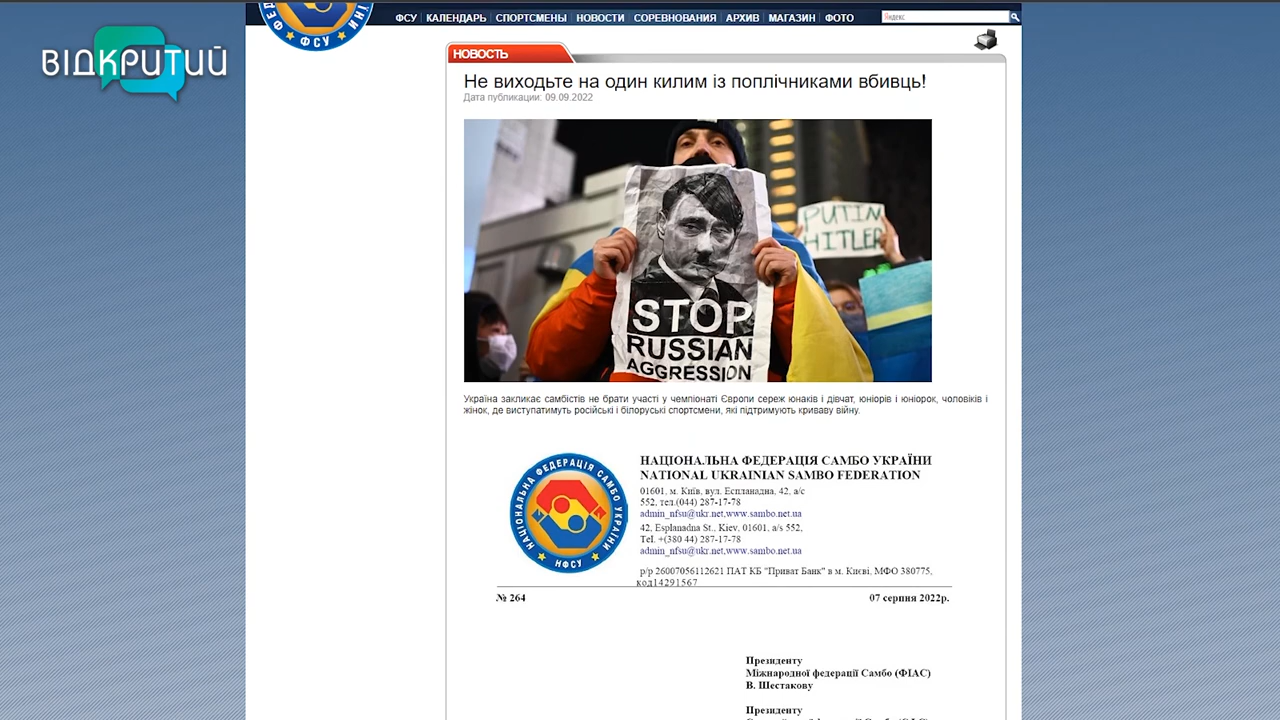 ВІДКРИТИЙ
ФСУ
ФСУ КАЛЕНДАРЬ СПОРТСМЕНЫ НОВОСТИ СОРЕВНОВАНИЯ АРХИВ МАГАЗИН ФОТО
Яндекс
НОВОСТЬ
Не виходьте на один килим із поплічниками вбивць!
Дата публикации: 09.09.2022
PUTIN
HITLER
STOP
RUSSIAN
AGGRESSION
Україна закликає самбістів не брати участі у чемпіонаті Європи сереж юнаків і дівчат, юніорів і юніорок, чоловіків і
жінок, де виступатимуть російські і білоруські спортсмени, які підтримують криваву війну.
НАЦІОНАЛЬНА ФЕДЕРАЦІЯ САМБО УКРАЇНИ
НФСУ
НАЦІОНАЛЬНА ФЕДЕРАЦІЯ САМБО УКРАЇНИ
NATIONAL UKRAINIAN SAMBO FEDERATION
01601, м. Київ, вул. Еспланадна, 42, а/с
552, тел.(044) 287-17-78
admin_nfsu@ukr.net,www.sambo.net.ua
42, Esplanadna St., Kiev, 01601, a/s 552,
Tel. +(380 44) 287-17-78
admin_nfsu@ukr.net,www.sambo.net.ua
р/р 26007056112621 ПАТ КБ "Приват Банк" в м. Києві, МФО 380775,
код14291567
№ 264 07 серпня 2022р.
Президенту
Міжнародної федерації Самбо (ФІАС)
В. Шестакову
Президенту